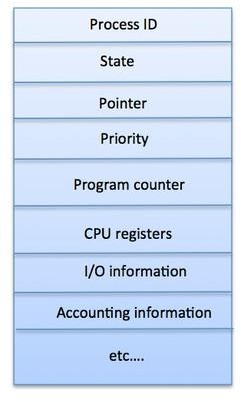 Process ID
State
Pointer
Priority
Program counter
CPU registers
I/O information
Accounting information
etc....